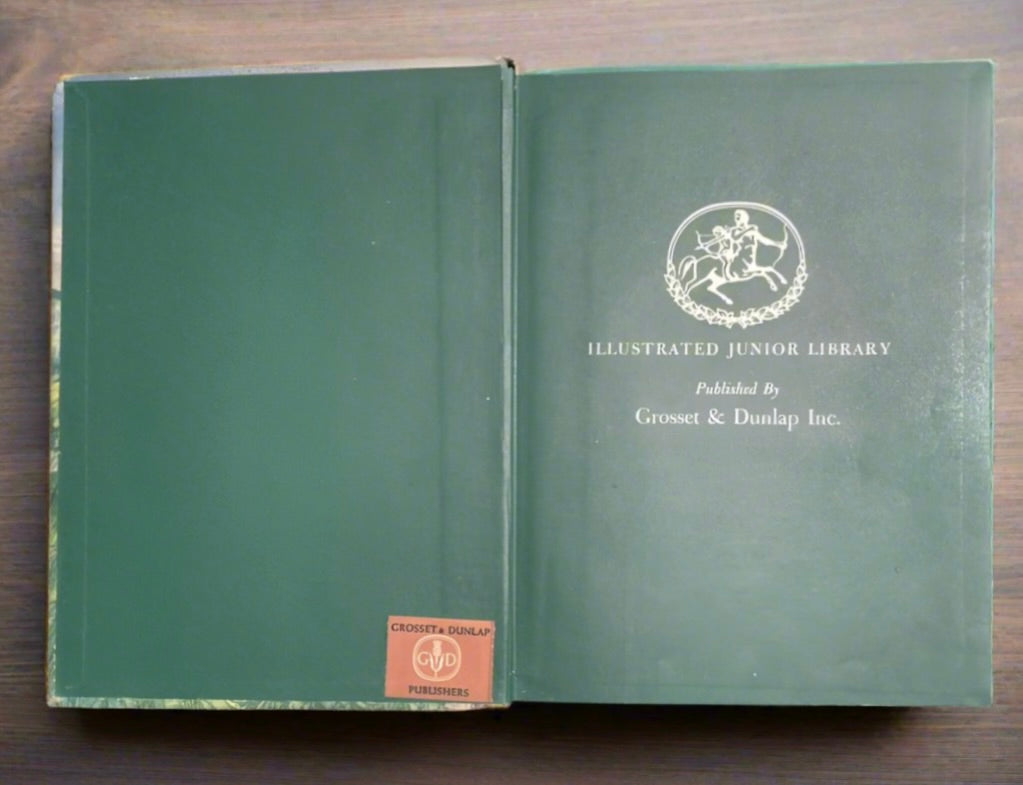 GROSSET & DUNLAP
G D
PUBLISHERS
ILLUSTRATED JUNIOR LIBRARY
Published By
Grosset & Dunlap Inc.